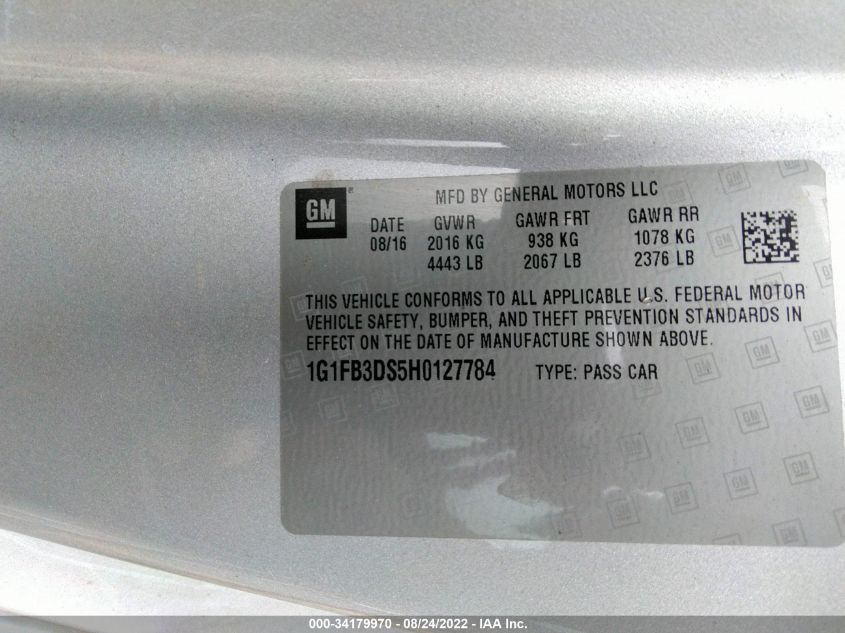 MFD BY GENERAL MOTORS LLC
GM®
DATE GVWR GAWR FRT GAWR RR
08/16 2016 KG 938 KG 1078 KG
4443 LB 2067 LB 2376 LB
THIS VEHICLE CONFORMS TO ALL APPLICABLE U.S. FEDERAL MOTOR
VEHICLE SAFETY, BUMPER, AND THEFT PREVENTION STANDARDS IN
EFFECT ON THE DATE OF MANUFACTURE SHOWN ABOVE.
1G1FB3DS5H0127784 TYPE: PASS CAR
000-34179970 - 08/24/2022 - IAA Inc.